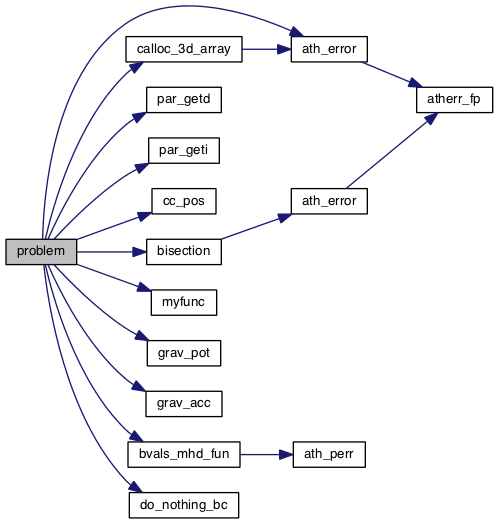 calloc_3d_array
ath_error
par_getd
atherr_fp
par_geti
cc_pos
ath_error
problem
bisection
myfunc
grav_pot
grav_acc
bvals_mhd_fun
ath_perr
do_nothing_bc